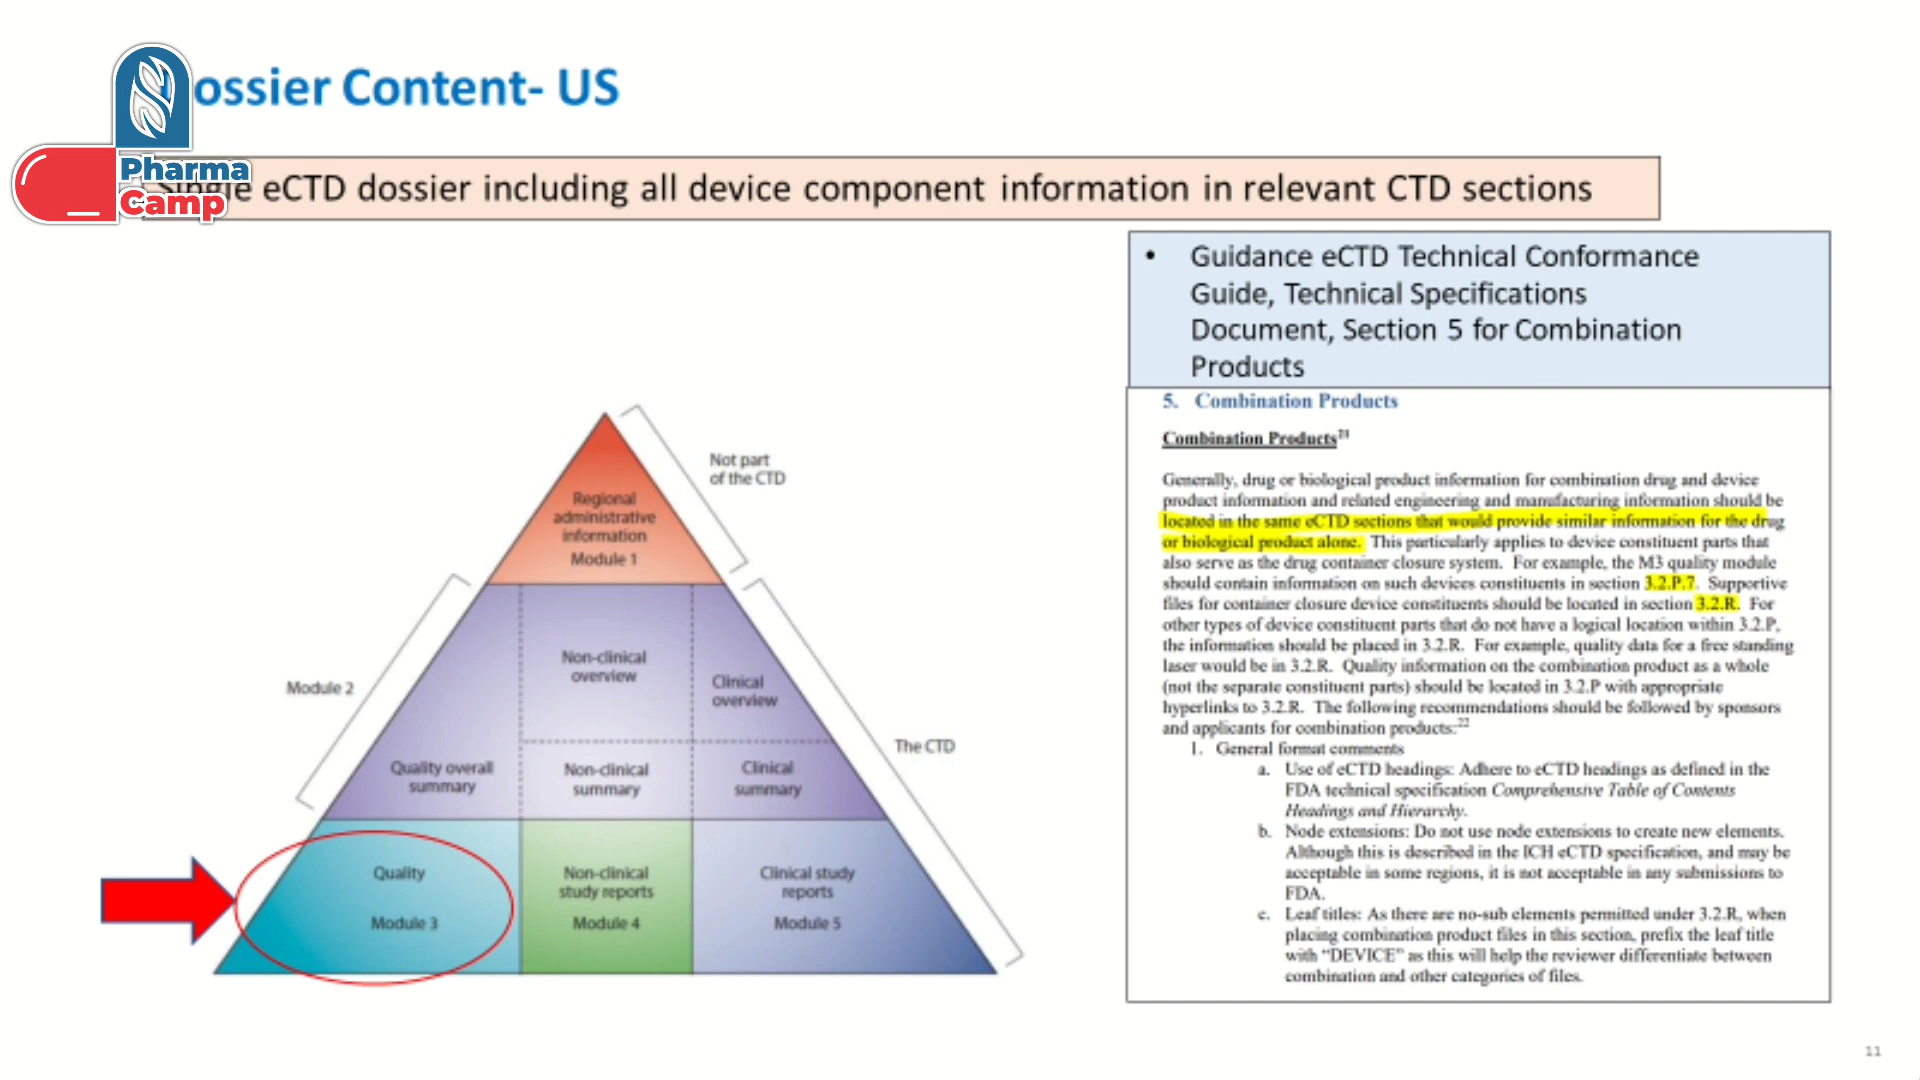 ossier Content- US
Pharma
Camp
Single eCTD dossier including all device component information in relevant CTD sections
• Guidance eCTD Technical Conformance
Guide, Technical Specifications
Document, Section 5 for Combination
Products
5. Combination Products
Combination Products21
Generally, drug or biological product information for combination drug and device
product information and related engineering and manufacturing information should be
located in the same eCTD sections that would provide similar information for the drug
or biological product alone. This particularly applies to device constituent parts that
also serve as the drug container closure system. For example, the M3 quality module
should contain information on such devices constituents in section 3.2.P.7. Supportive
files for container closure device constituents should be located in section 3.2.R. For
other types of device constituent parts that do not have a logical location within 3.2.P,
the information should be placed in 3.2.R. For example, quality data for a free standing
laser would be in 3.2.R. Quality information on the combination product as a whole
(not the separate constituent parts) should be located in 3.2.P with appropriate
hyperlinks to 3.2.R. The following recommendations should be followed by sponsors
and applicants for combination products:22
1. General format comments
a. Use of eCTD headings: Adhere to eCTD headings as defined in the
FDA technical specification Comprehensive Table of Contents
Headings and Hierarchy.
b. Node extensions: Do not use node extensions to create new elements.
Although this is described in the ICH eCTD specification, and may be
acceptable in some regions, it is not acceptable in any submissions to
FDA.
c. Leaf titles: As there are no-sub elements permitted under 3.2.R, when
placing combination product files in this section, prefix the leaf title
with “DEVICE” as this will help the reviewer differentiate between
combination and other categories of files.
Not part
of the CTD
Regional
administrative
information
Module 1
Module 2
Non-clinical
overview
Clinical
overview
The CTD
Quality overall
summary
Non-clinical
summary
Clinical
summary
Quality
Module 3
Non-clinical
study reports
Module 4
Clinical study
reports
Module 5
11